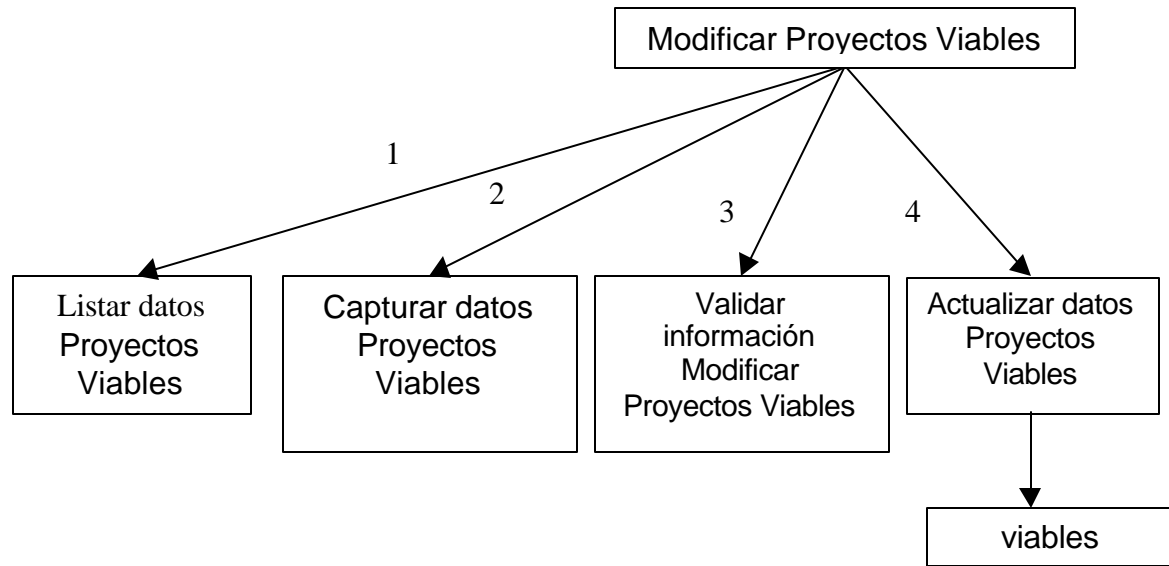 Modificar Proyectos Viables
1
2
3
4
Listar datos
Proyectos
Viables
Capturar datos
Proyectos
Viables
Validar
información
Modificar
Proyectos Viables
Actualizar datos
Proyectos
Viables
viables